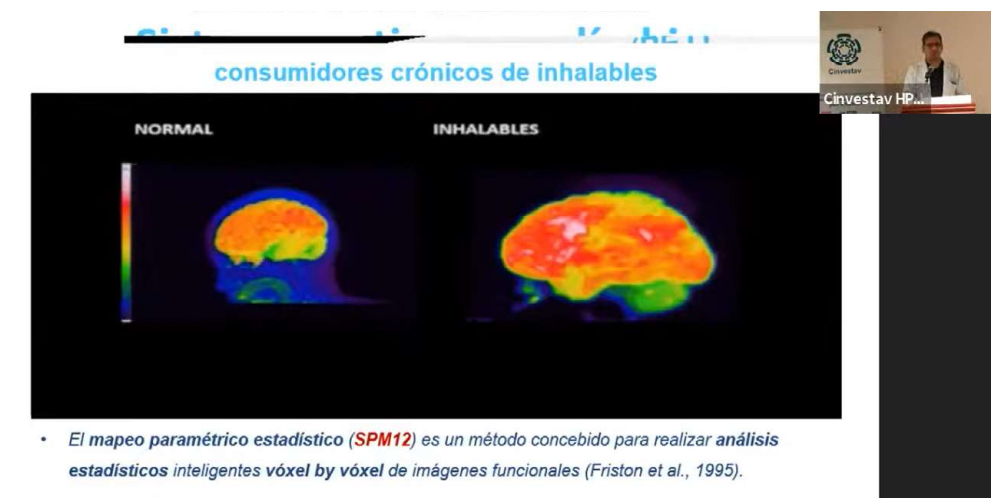 consumidores crónicos de inhalables
Cinvestav
Cinvestav HP...
NORMAL
INHALABLES
• El mapeo paramétrico estadístico (SPM12) es un método concebido para realizar análisis
estadísticos inteligentes vóxel by vóxel de imágenes funcionales (Friston et al., 1995).